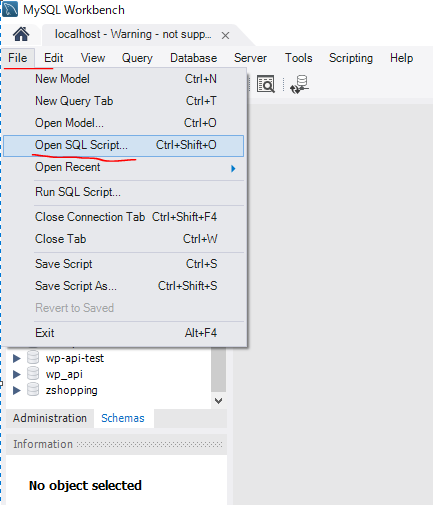 MySQL Workbench
localhost - Warning - not supp... ×
File Edit View Query Database Server Tools Scripting Help
New Model Ctrl+N
New Query Tab Ctrl+T
Open Model... Ctrl+O
Open SQL Script... Ctrl+Shift+O
Open Recent
Run SQL Script...
Close Connection Tab Ctrl+Shift+F4
Close Tab Ctrl+W
Save Script Ctrl+S
Save Script As... Ctrl+Shift+S
Revert to Saved
Exit Alt+F4
wp-api-test
wp_api
zshopping
Administration Schemas
Information
No object selected